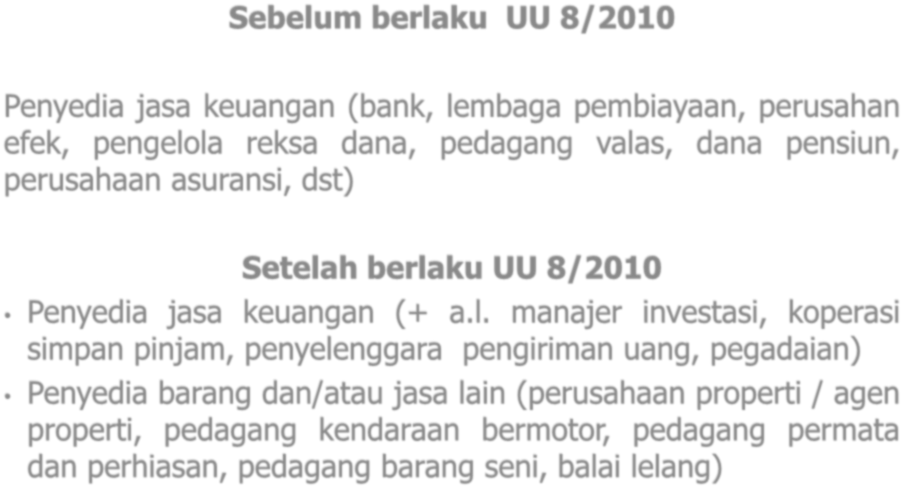 Sebelum berlaku UU 8/2010
Penyedia jasa keuangan (bank, lembaga pembiayaan, perusahan
efek, pengelola reksa dana, pedagang valas, dana pensiun,
perusahaan asuransi, dst)
Setelah berlaku UU 8/2010
• Penyedia jasa keuangan (+ a.l. manajer investasi, koperasi
simpan pinjam, penyelenggara pengiriman uang, pegadaian)
• Penyedia barang dan/atau jasa lain (perusahaan properti / agen
properti, pedagang kendaraan bermotor, pedagang permata
dan perhiasan, pedagang barang seni, balai lelang)